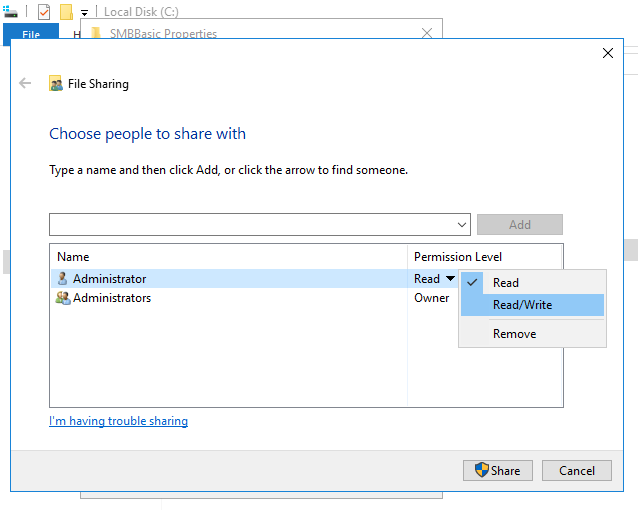 Local Disk (C:)
File
SMBBasic Properties
File Sharing
Choose people to share with
Type a name and then click Add, or click the arrow to find someone.
Add
Name Permission Level
Administrator Read
Administrators Owner
Read
Read/Write
Remove
I'm having trouble sharing
Share Cancel